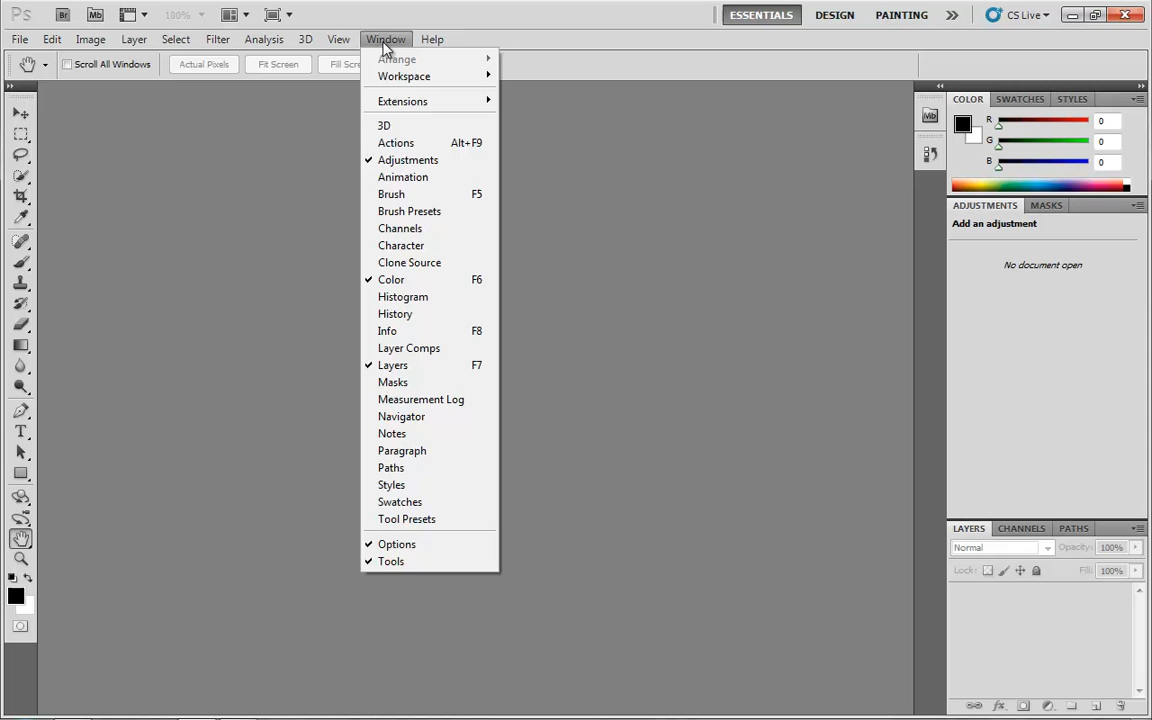 Ps Br Mb 100% ESSENTIALS DESIGN PAINTING CS Live
File Edit Image Layer Select Filter Analysis 3D View Window Help
Scroll All Windows Actual Pixels Fit Screen Fill Scre
Arrange
Workspace
Extensions
3D
Actions Alt+F9
Adjustments
Animation
Brush F5
Brush Presets
Channels
Character
Clone Source
Color F6
Histogram
History
Info F8
Layer Comps
Layers F7
Masks
Measurement Log
Navigator
Notes
Paragraph
Paths
Styles
Swatches
Tool Presets
Options
Tools
Mb
COLOR SWATCHES STYLES
R 0
G 0
B 0
ADJUSTMENTS MASKS
Add an adjustment
No document open
LAYERS CHANNELS PATHS
Normal Opacity: 100%
Lock: Fill: 100%
T
fx